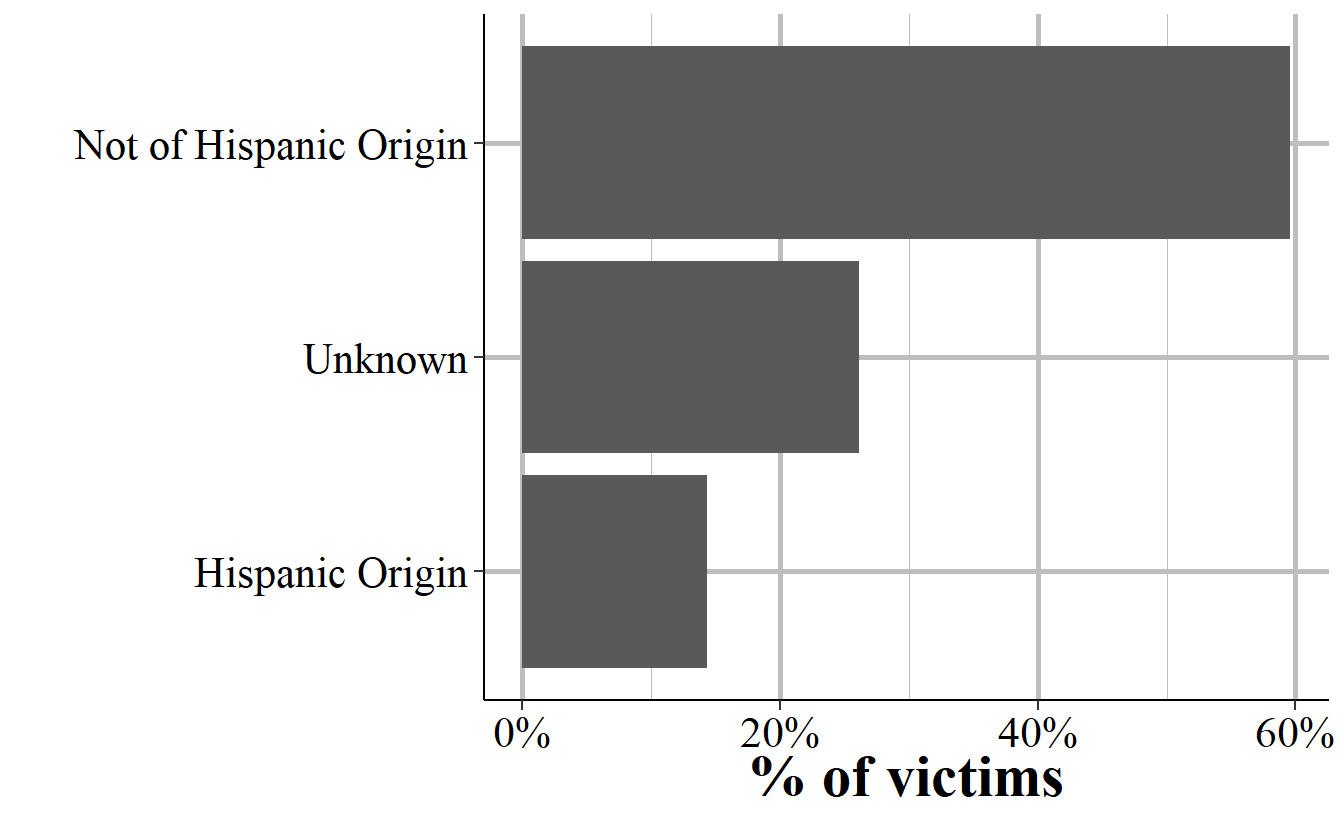 Not of Hispanic Origin
Unknown
Hispanic Origin
0% 20% 40% 60%
% of victims